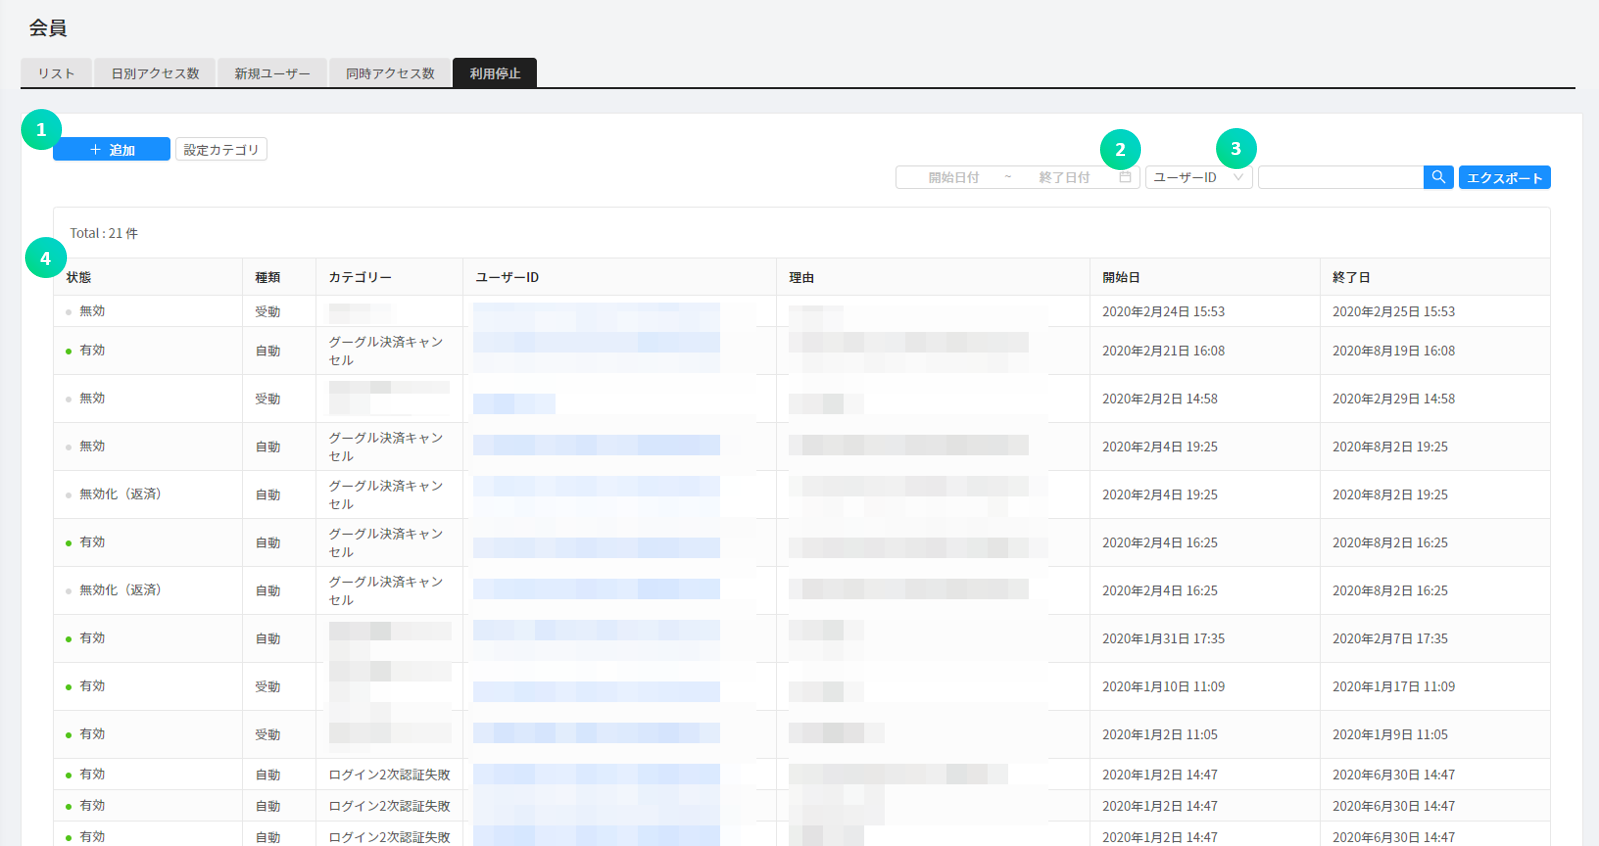 会員
リスト 日別アクセス数 新規ユーザー 同時アクセス数 利用停止
1
+ 追加 設定カテゴリ
2 3
開始日付 ~ 終了日付 ユーザーID エクスポート
Total : 21 件
4
状態 種類 カテゴリー ユーザーID 理由 開始日 終了日
無効 受動 2020年2月24日 15:53 2020年2月25日 15:53
有効 自動 グーグル決済キャンセル 2020年2月21日 16:08 2020年8月19日 16:08
無効 受動 2020年2月2日 14:58 2020年2月29日 14:58
無効 自動 グーグル決済キャンセル 2020年2月4日 19:25 2020年8月2日 19:25
無効化（返済） 自動 グーグル決済キャンセル 2020年2月4日 19:25 2020年8月2日 19:25
有効 自動 グーグル決済キャンセル 2020年2月4日 16:25 2020年8月2日 16:25
無効化（返済） 自動 グーグル決済キャンセル 2020年2月4日 16:25 2020年8月2日 16:25
有効 自動 2020年1月31日 17:35 2020年2月7日 17:35
有効 受動 2020年1月10日 11:09 2020年1月17日 11:09
有効 受動 2020年1月2日 11:05 2020年1月9日 11:05
有効 自動 ログイン2次認証失敗 2020年1月2日 14:47 2020年6月30日 14:47
有効 自動 ログイン2次認証失敗 2020年1月2日 14:47 2020年6月30日 14:47
有効 自動 ログイン2次認証失敗 2020年1月2日 14:47 2020年6月30日 14:47